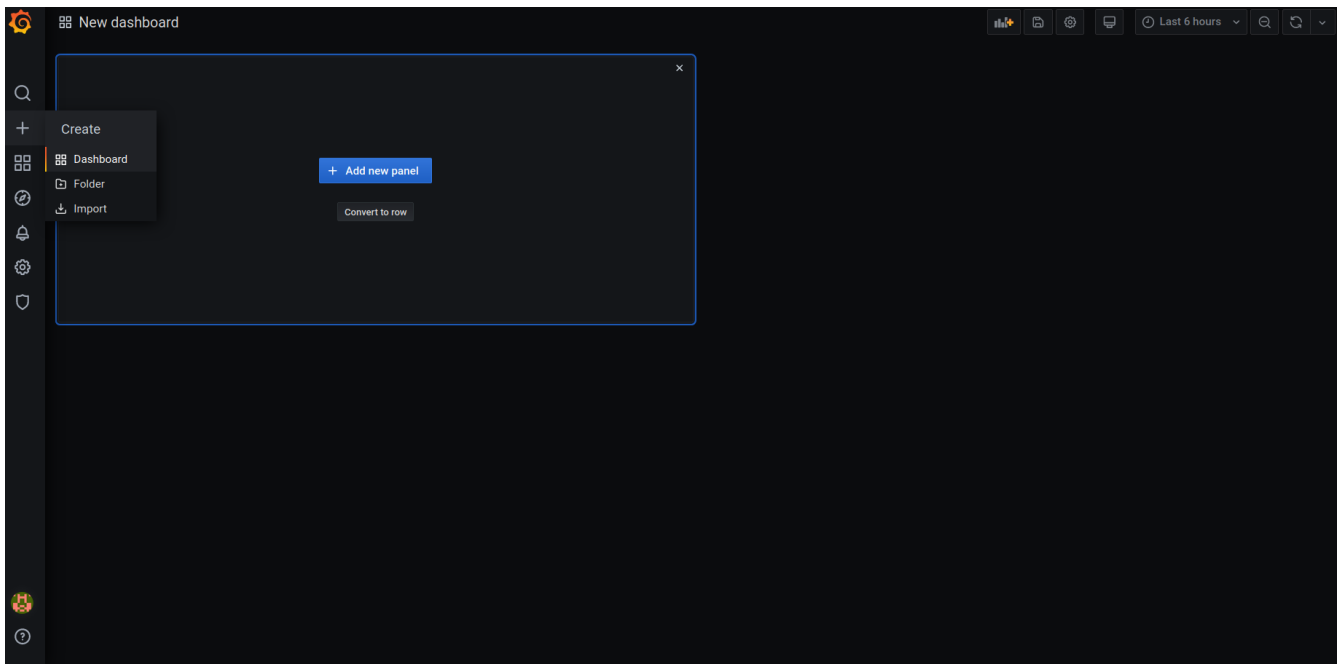 New dashboard
Last 6 hours
Create
Dashboard
Folder
Import
+ Add new panel
Convert to row